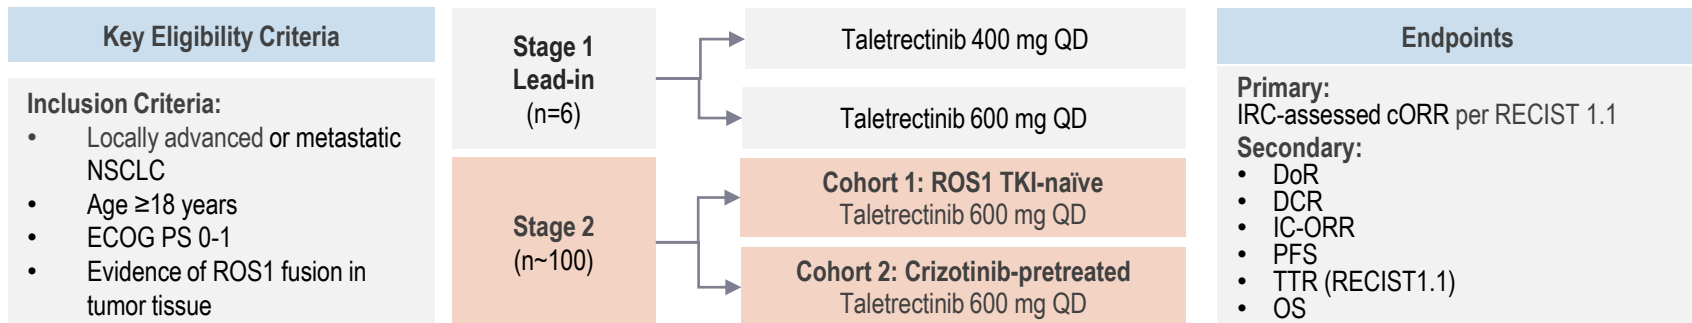 Key Eligibility Criteria
Inclusion Criteria:
• Locally advanced or metastatic
NSCLC
• Age ≥18 years
• ECOG PS 0-1
• Evidence of ROS1 fusion in
tumor tissue
Stage 1
Lead-in
(n=6)
Taletrectinib 400 mg QD
Taletrectinib 600 mg QD
Stage 2
(n~100)
Cohort 1: ROS1 TKI-naïve
Taletrectinib 600 mg QD
Cohort 2: Crizotinib-pretreated
Taletrectinib 600 mg QD
Endpoints
Primary:
IRC-assessed cORR per RECIST 1.1
Secondary:
• DoR
• DCR
• IC-ORR
• PFS
• TTR (RECIST1.1)
• OS